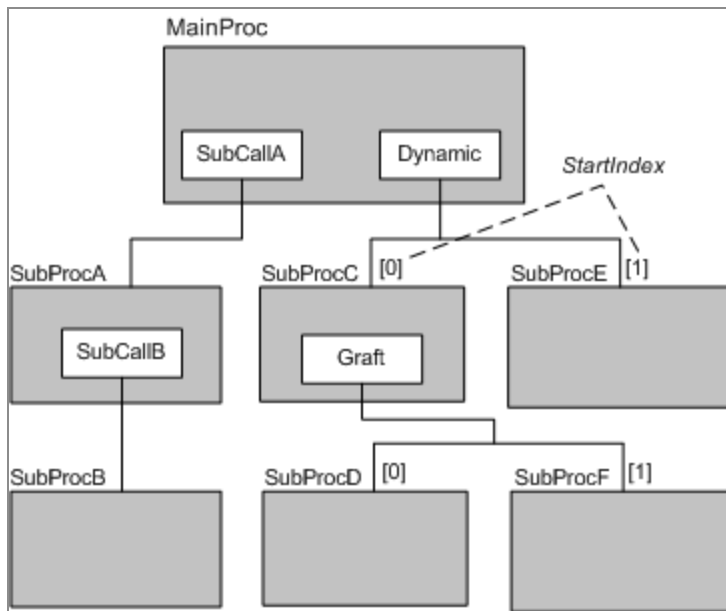 MainProc
SubCallA
Dynamic
StartIndex
SubProcA
SubProcC
[0]
SubProcE
[1]
SubCallB
Graft
SubProcB
SubProcD
[0]
SubProcF
[1]